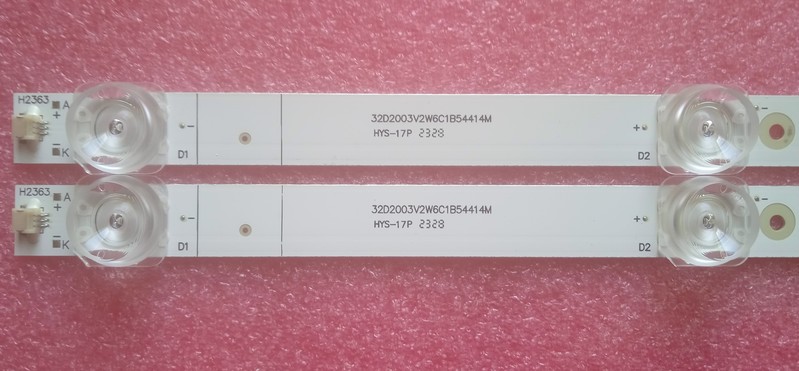 H2363 A
+ -
32D2003V2W6C1B54414M
- HYS-17P 2328 +
-
K D1 D2
H2363 A
+ -
32D2003V2W6C1B54414M
- HYS-17P 2328 +
-
K D1 D2